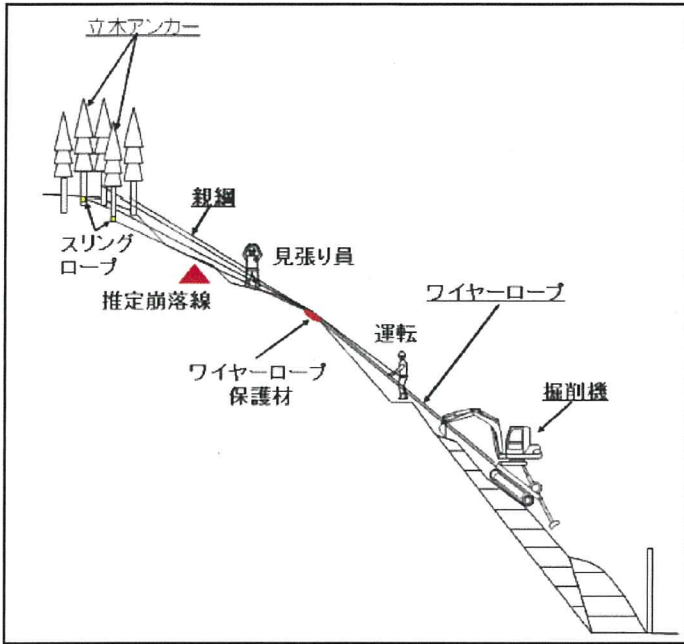 立木アンカー
親綱
スリング
ロープ
見張り員
推定崩落線
ワイヤーロープ
運転
ワイヤーロープ
保護材
掘削機